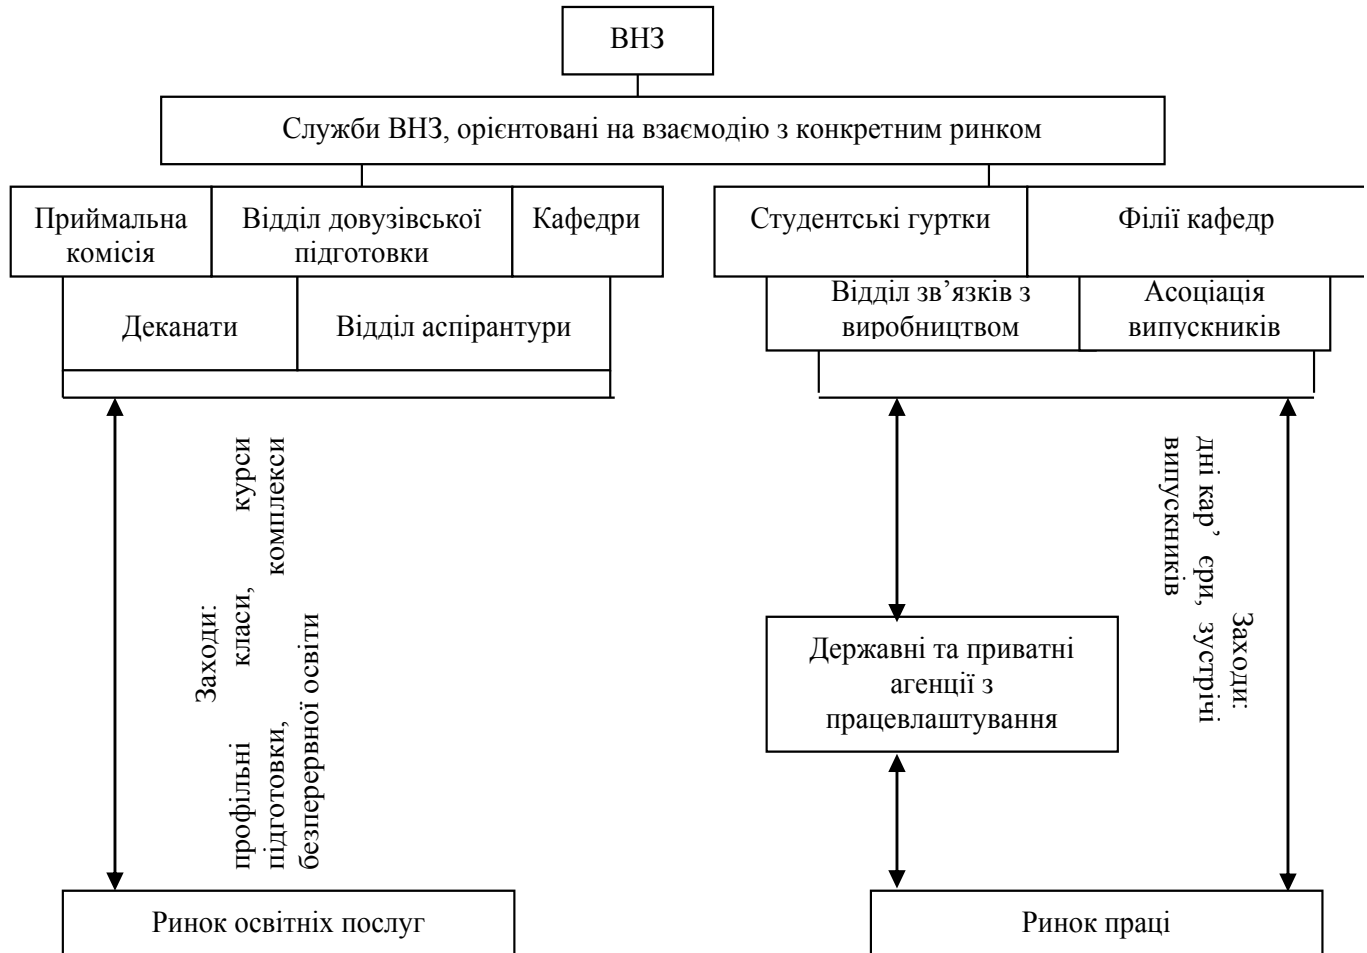 ВНЗ
Служби ВНЗ, орієнтовані на взаємодію з конкретним ринком
Приймальна
комісія
Відділ довузівської
підготовки
Кафедри
Студентські гуртки
Філії кафедр
Деканати
Відділ аспірантури
Відділ зв’язків з
виробництвом
Асоціація
випускників
Заходи:
профільні класи, курси
підготовки, комплекси
безперервної освіти
Заходи:
дні кар’ єри, зустрічі
випускників
Державні та приватні
агенції з
працевлаштування
Ринок освітніх послуг
Ринок праці